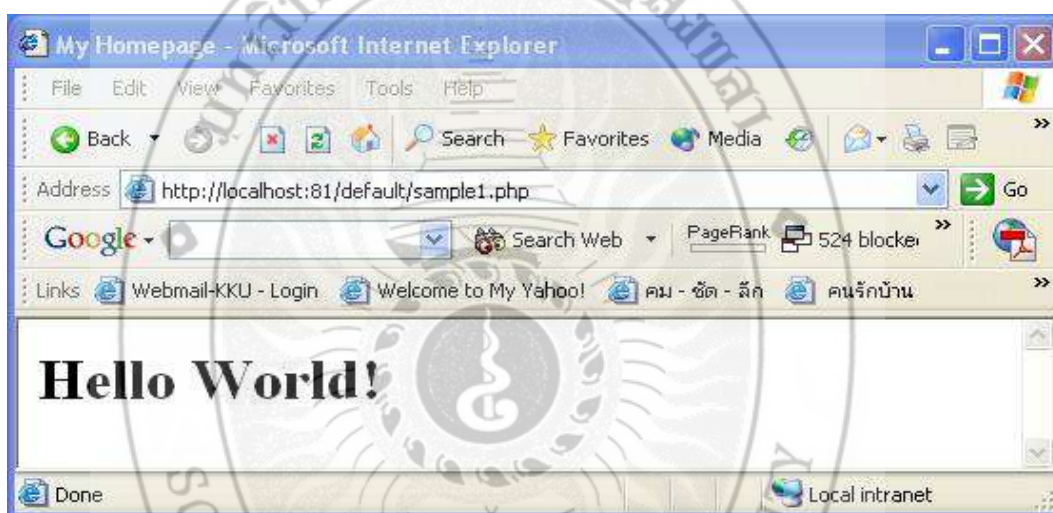 My Homepage - Microsoft Internet Explorer
File Edit View Favorites Tools Help
Back Search Favorites Media »
Address http://localhost:81/default/sample1.php Go
Google Search Web PageRank 524 blocke »
Links Webmail-KKU - Login Welcome to My Yahoo! คม - ชัด - ลึก คนรักบ้าน »
Hello World!
Done Local intranet